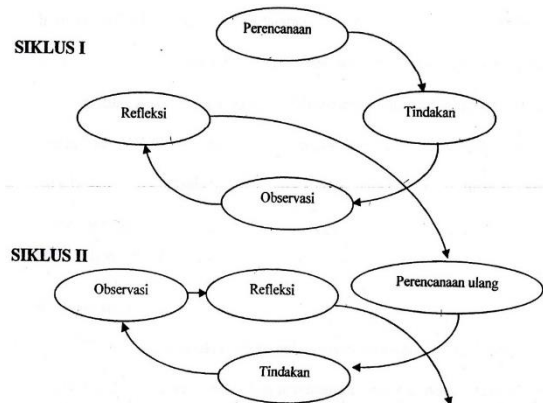 Perencanaan
SIKLUS I
Refleksi
Tindakan
Observasi
SIKLUS II
Perencanaan ulang
Observasi
Refleksi
Tindakan